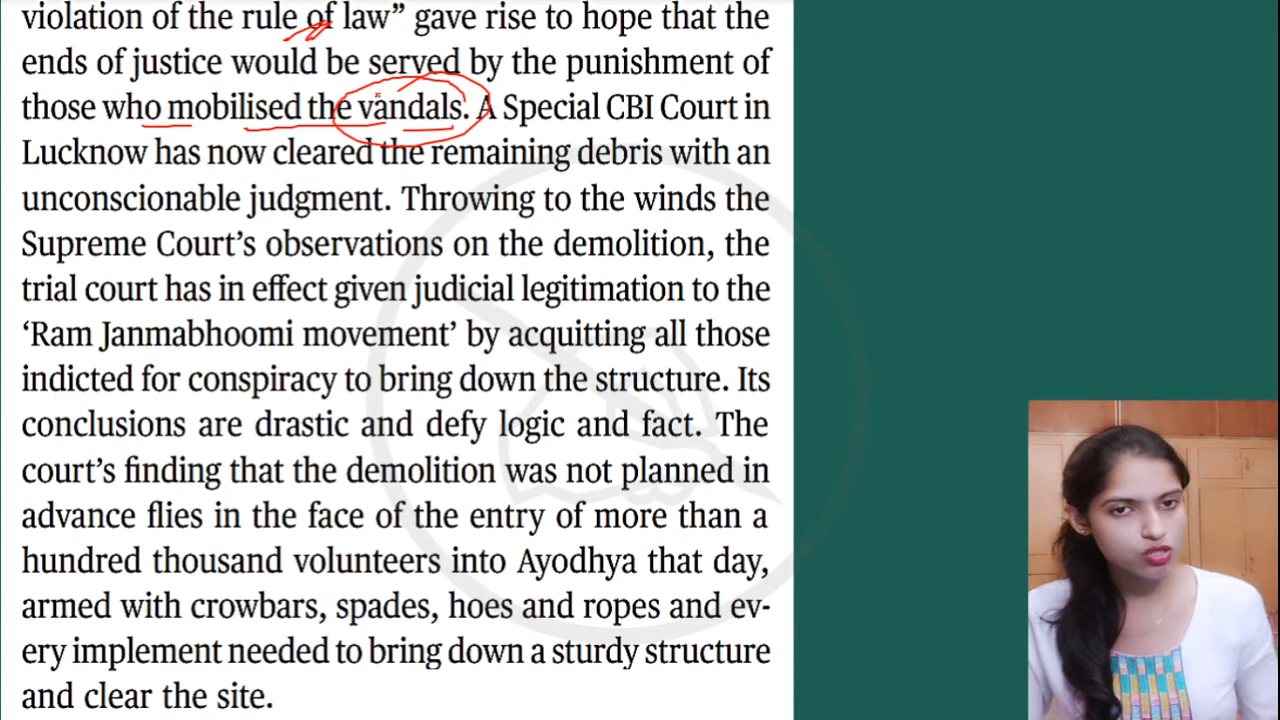 violation of the rule of law” gave rise to hope that the
ends of justice would be served by the punishment of
those who mobilised the vandals. A Special CBI Court in
Lucknow has now cleared the remaining debris with an
unconscionable judgment. Throwing to the winds the
Supreme Court’s observations on the demolition, the
trial court has in effect given judicial legitimation to the
‘Ram Janmabhoomi movement’ by acquitting all those
indicted for conspiracy to bring down the structure. Its
conclusions are drastic and defy logic and fact. The
court’s finding that the demolition was not planned in
advance flies in the face of the entry of more than a
hundred thousand volunteers into Ayodhya that day,
armed with crowbars, spades, hoes and ropes and ev-
ery implement needed to bring down a sturdy structure
and clear the site.